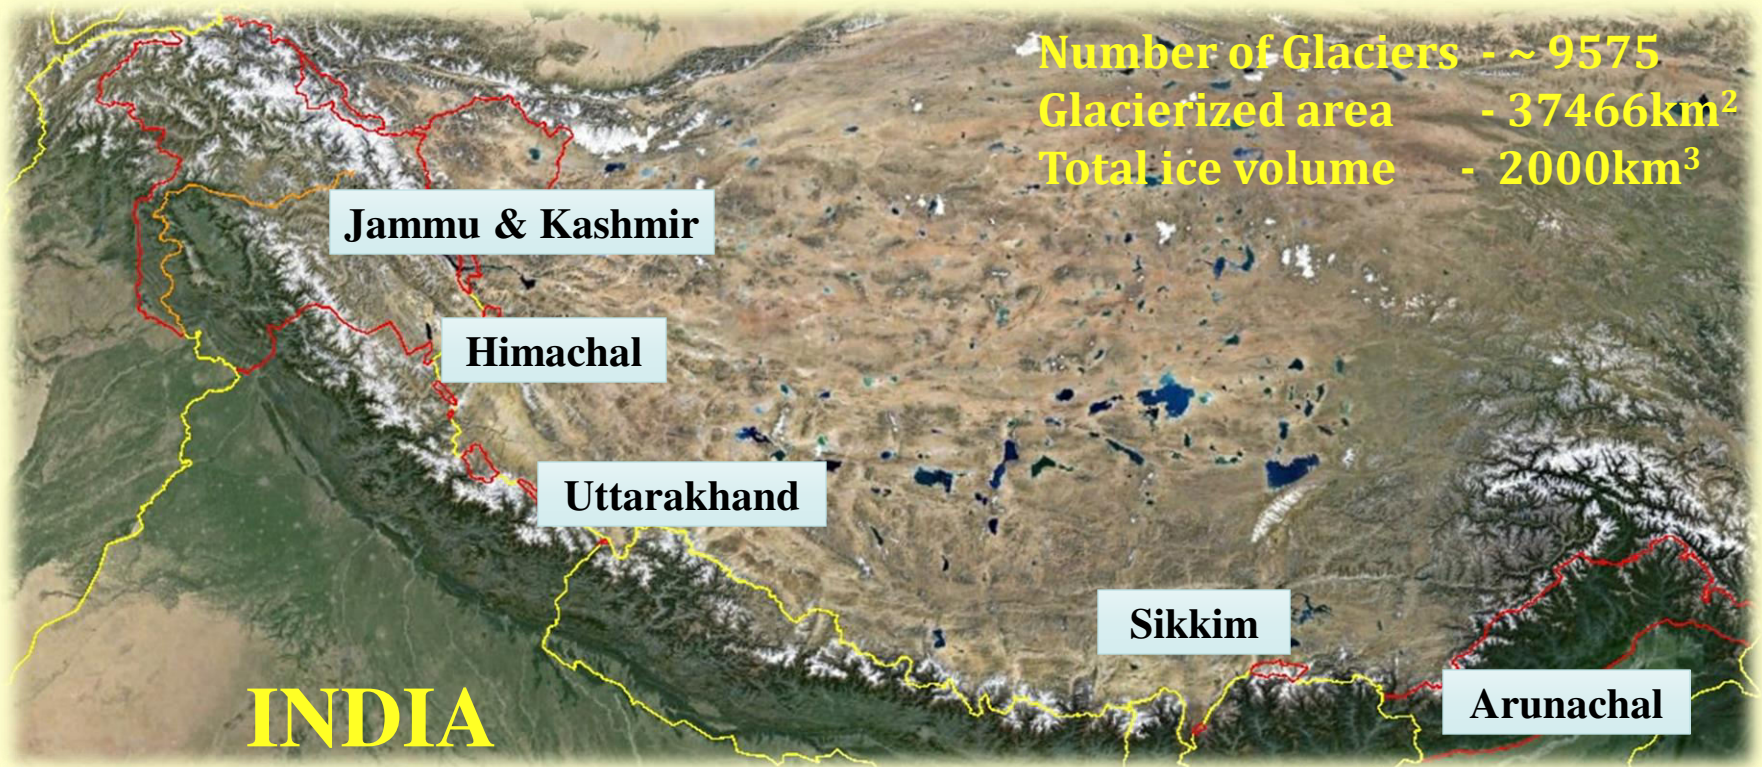 Number of Glaciers - ~ 9575
Glacierized area - 37466km²
Total ice volume - 2000km³
Jammu & Kashmir
Himachal
Uttarakhand
Sikkim
Arunachal
INDIA